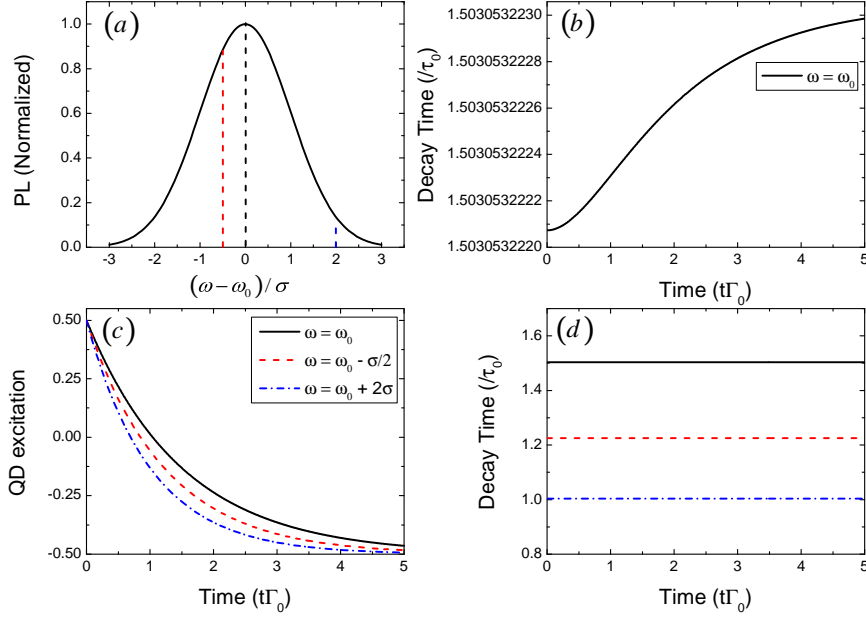 (a)
PL (Normalized)
1.0
0.8
0.6
0.4
0.2
0.0
-3 -2 -1 0 1 2 3
(ω−ω0)/σ
(b)
Decay Time (/τ0)
1.5030532230
1.5030532228
1.5030532226
1.5030532224
1.5030532222
1.5030532220
ω = ω0
0 1 2 3 4 5
Time (tΓ0)
(c)
QD excitation
0.50
0.25
0.00
-0.25
-0.50
ω = ω0
ω = ω0 - σ/2
ω = ω0 + 2σ
0 1 2 3 4 5
Time (tΓ0)
(d)
Decay Time (/τ0)
1.6
1.4
1.2
1.0
0.8
0 1 2 3 4 5
Time (tΓ0)